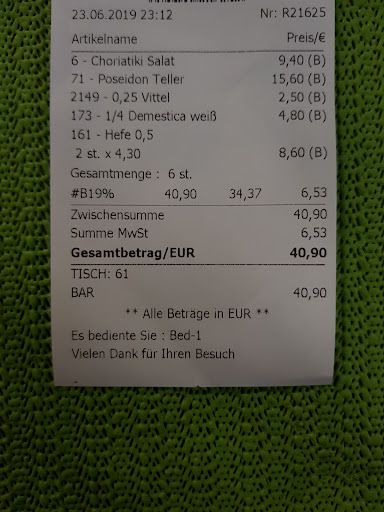 23.06.2019 23:12 Nr: R21625
Artikelname Preis/€
6 - Choriatiki Salat 9,40 (B)
71 - Poseidon Teller 15,60 (B)
2149 - 0,25 Vittel 2,50 (B)
173 - 1/4 Demestica weiß 4,80 (B)
161 - Hefe 0,5
2 st. x 4,30 8,60 (B)
Gesamtmenge : 6 st.
#B19% 40,90 34,37 6,53
Zwischensumme 40,90
Summe MwSt 6,53
Gesamtbetrag/EUR 40,90
TISCH: 61
BAR 40,90
** Alle Beträge in EUR **
Es bediente Sie : Bed-1
Vielen Dank für Ihren Besuch